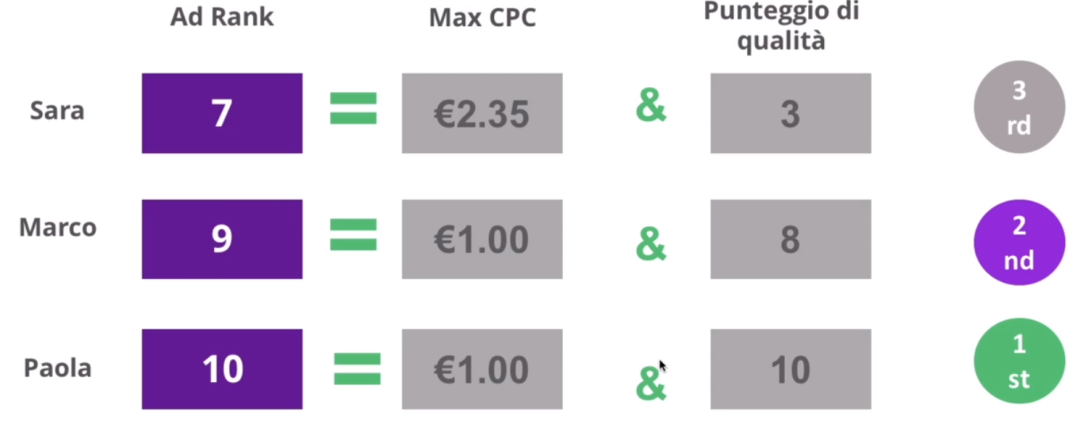 Ad Rank
Max CPC
Punteggio di
qualità
Sara
7
=
€2.35
&
3
3
rd
Marco
9
=
€1.00
&
8
2
nd
Paola
10
=
€1.00
&
10
1
st